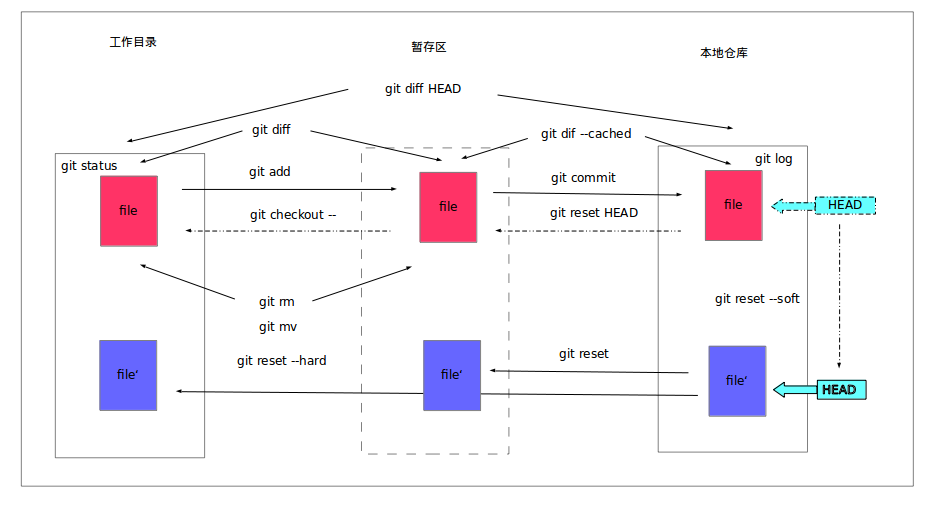 工作目录
暂存区
本地仓库
git diff HEAD
git diff
git dif --cached
git status
git log
git add
git commit
file
file
file
HEAD
git checkout --
git reset HEAD
git rm
git reset --soft
git mv
git reset --hard
git reset
file‘
file‘
file‘
HEAD